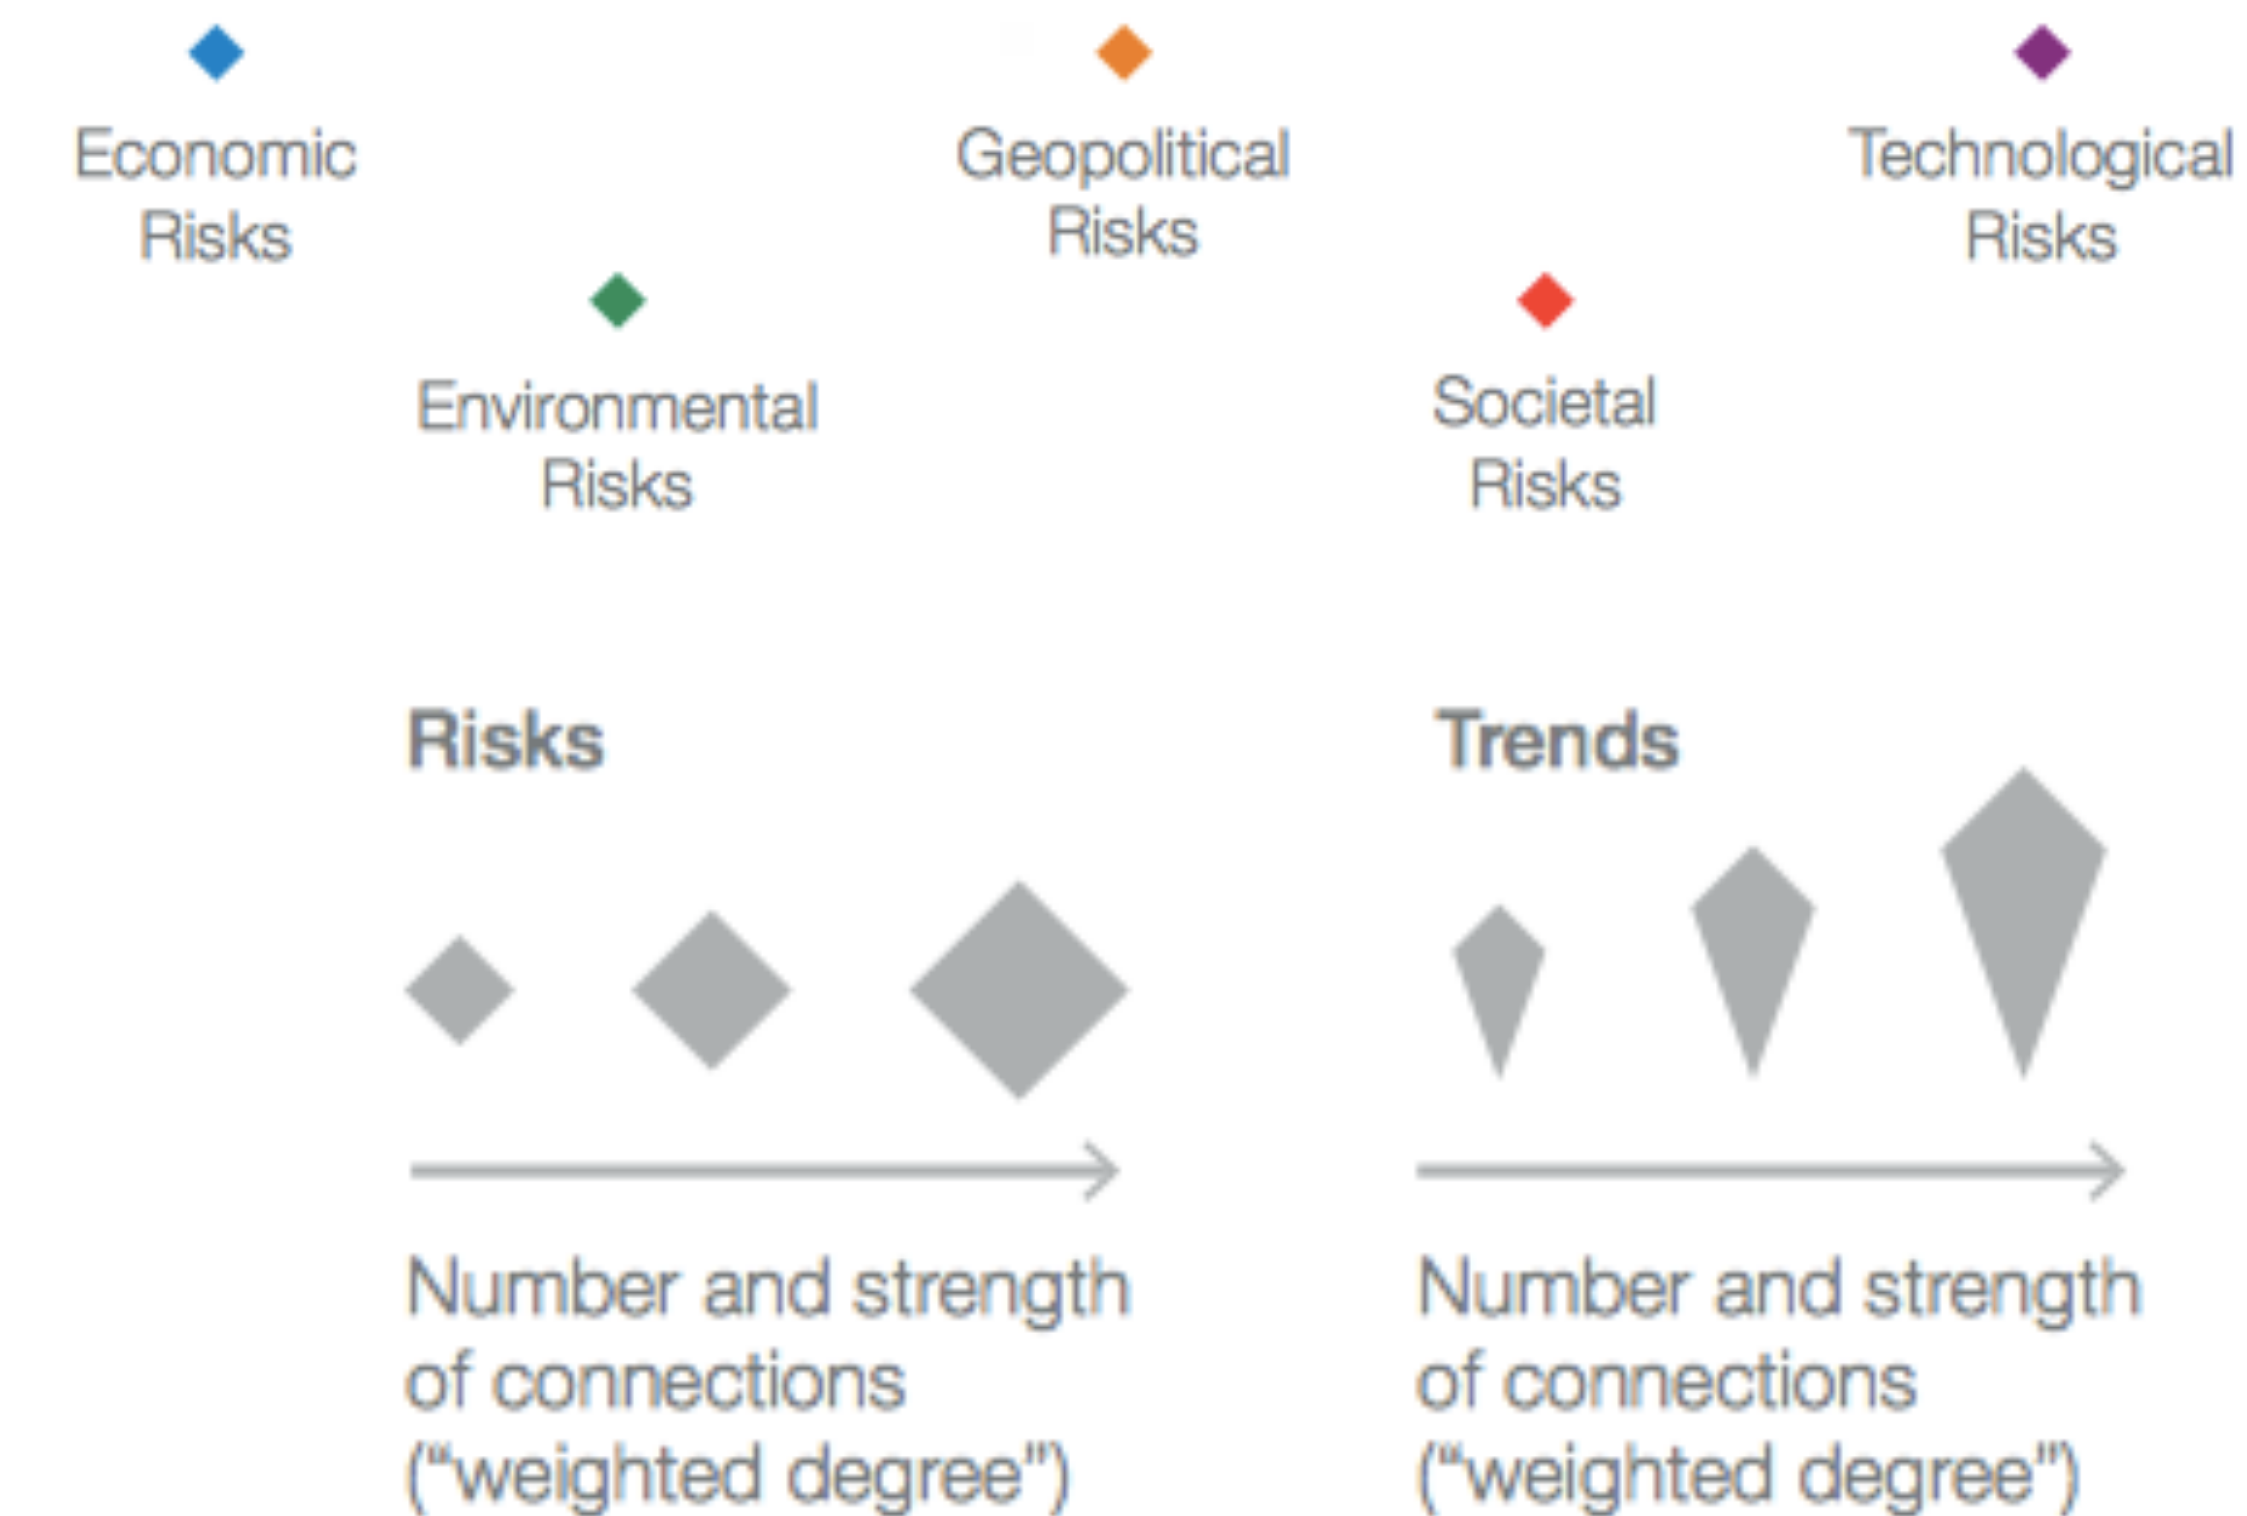 Economic
Risks
Geopolitical
Risks
Technological
Risks
Environmental
Risks
Societal
Risks
Risks
Trends
Number and strength
of connections
(“weighted degree”)
Number and strength
of connections
(“weighted degree”)